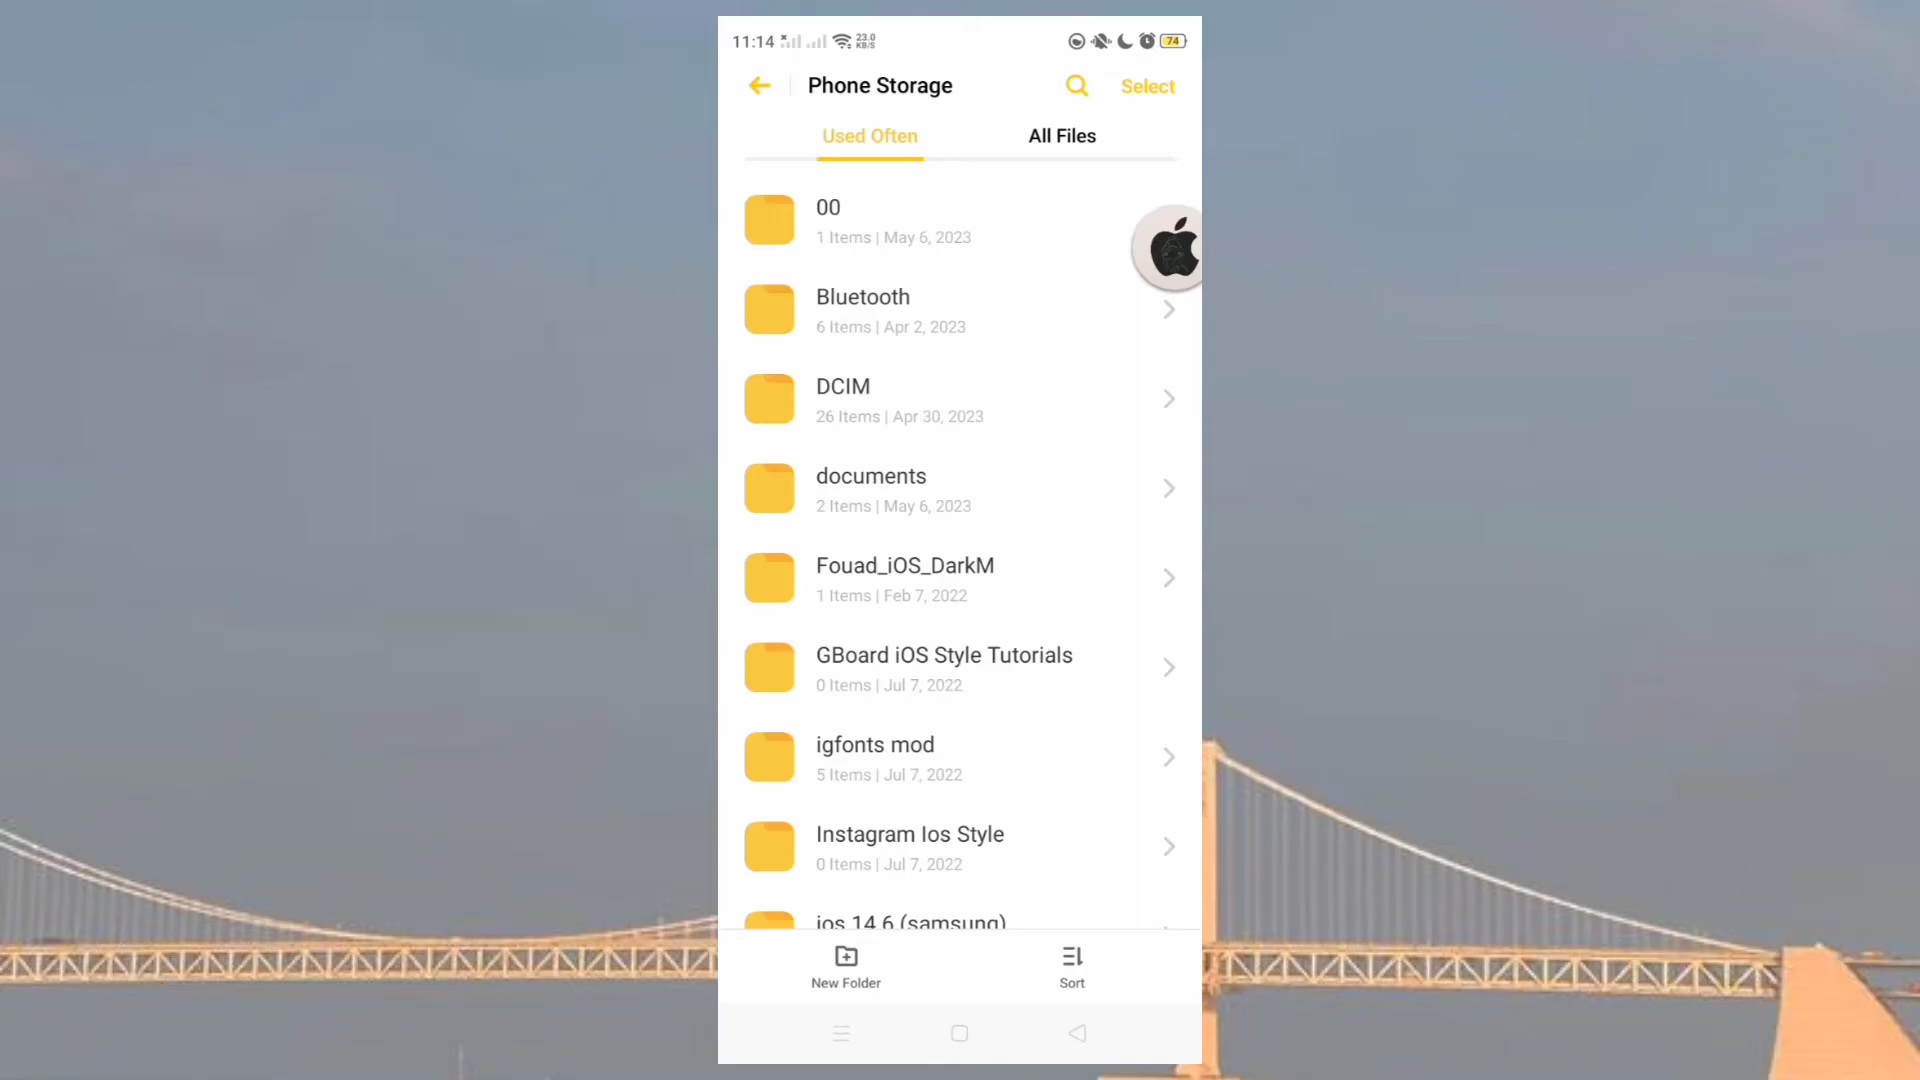 11:14 23.0 KB/S 74
Phone Storage Select
Used Often All Files
00
1 Items | May 6, 2023
Bluetooth
6 Items | Apr 2, 2023
DCIM
26 Items | Apr 30, 2023
documents
2 Items | May 6, 2023
Fouad_iOS_DarkM
1 Items | Feb 7, 2022
GBoard iOS Style Tutorials
0 Items | Jul 7, 2022
igfonts mod
5 Items | Jul 7, 2022
Instagram Ios Style
0 Items | Jul 7, 2022
ios 14.6 (samsung)
New Folder Sort